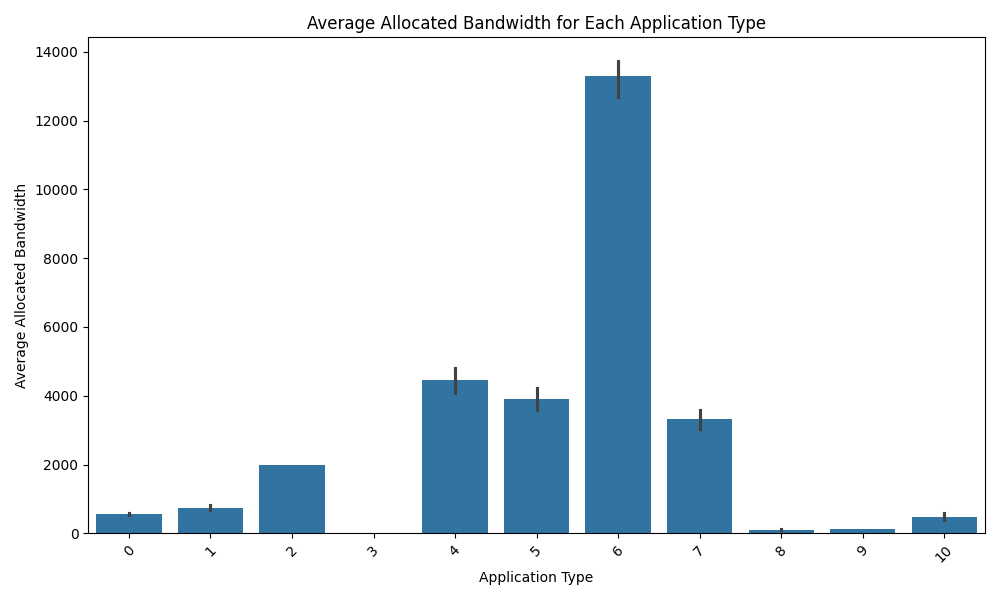 Average Allocated Bandwidth for Each Application Type
Average Allocated Bandwidth
14000
12000
10000
8000
6000
4000
2000
0
0 1 2 3 4 5 6 7 8 9 10
Application Type